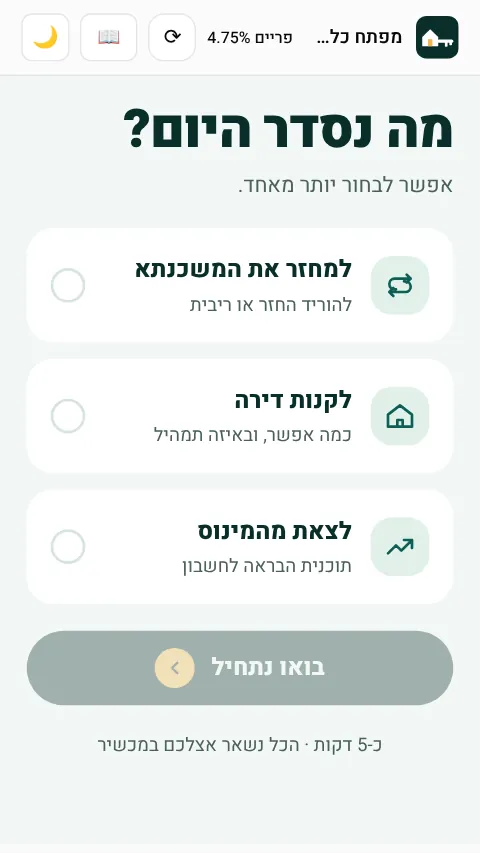 מפתח כל...
פריים 4.75%
מה נסדר היום?
אפשר לבחור יותר מאחד.
למחזר את המשכנתא
להוריד החזר או ריבית
לקנות דירה
כמה אפשר, ובאיזה תמהיל
לצאת מהמינוס
תוכנית הבראה לחשבון
בואו נתחיל
כ-5 דקות · הכל נשאר אצלכם במכשיר